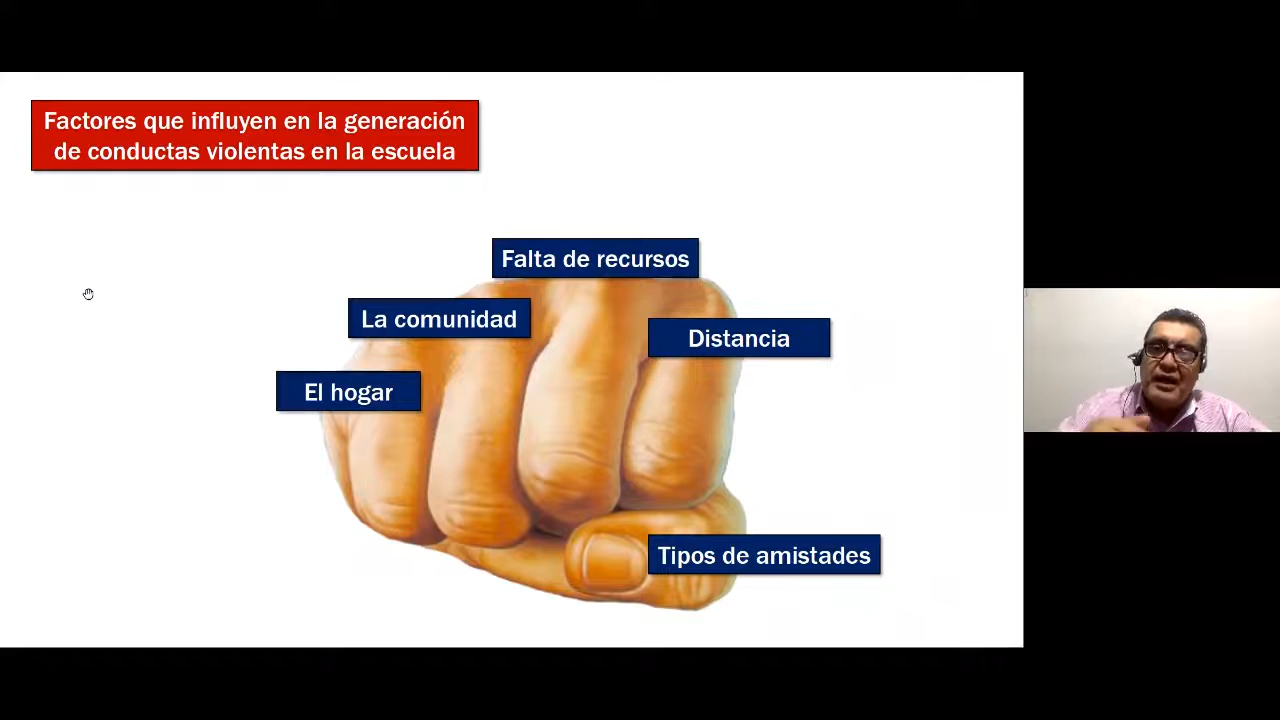 Factores que influyen en la generación
de conductas violentas en la escuela
Falta de recursos
La comunidad
Distancia
El hogar
Tipos de amistades